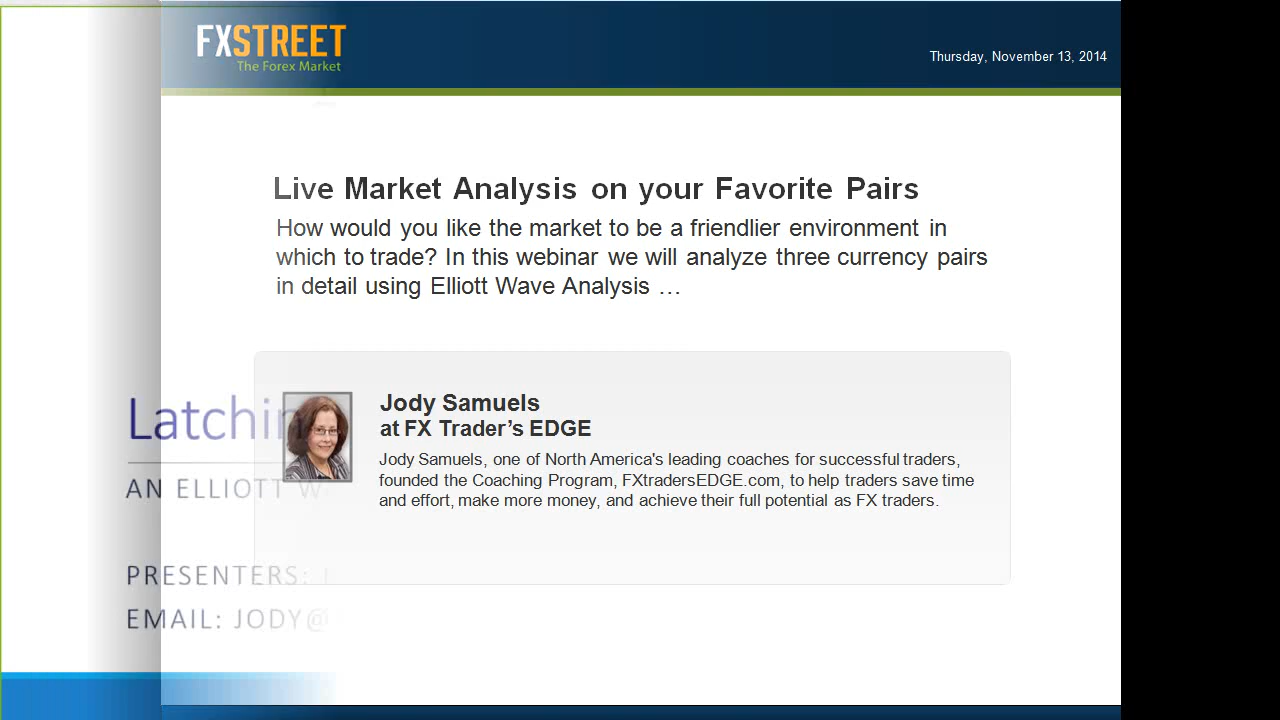 FXSTREET
The Forex Market
Thursday, November 13, 2014
Live Market Analysis on your Favorite Pairs
How would you like the market to be a friendlier environment in
which to trade? In this webinar we will analyze three currency pairs
in detail using Elliott Wave Analysis …
Jody Samuels
at FX Trader’s EDGE
Jody Samuels, one of North America's leading coaches for successful traders,
founded the Coaching Program, FXtradersEDGE.com, to help traders save time
and effort, make more money, and achieve their full potential as FX traders.
Latchin
AN ELLIOTT W
PRESENTERS:
EMAIL: JODY@